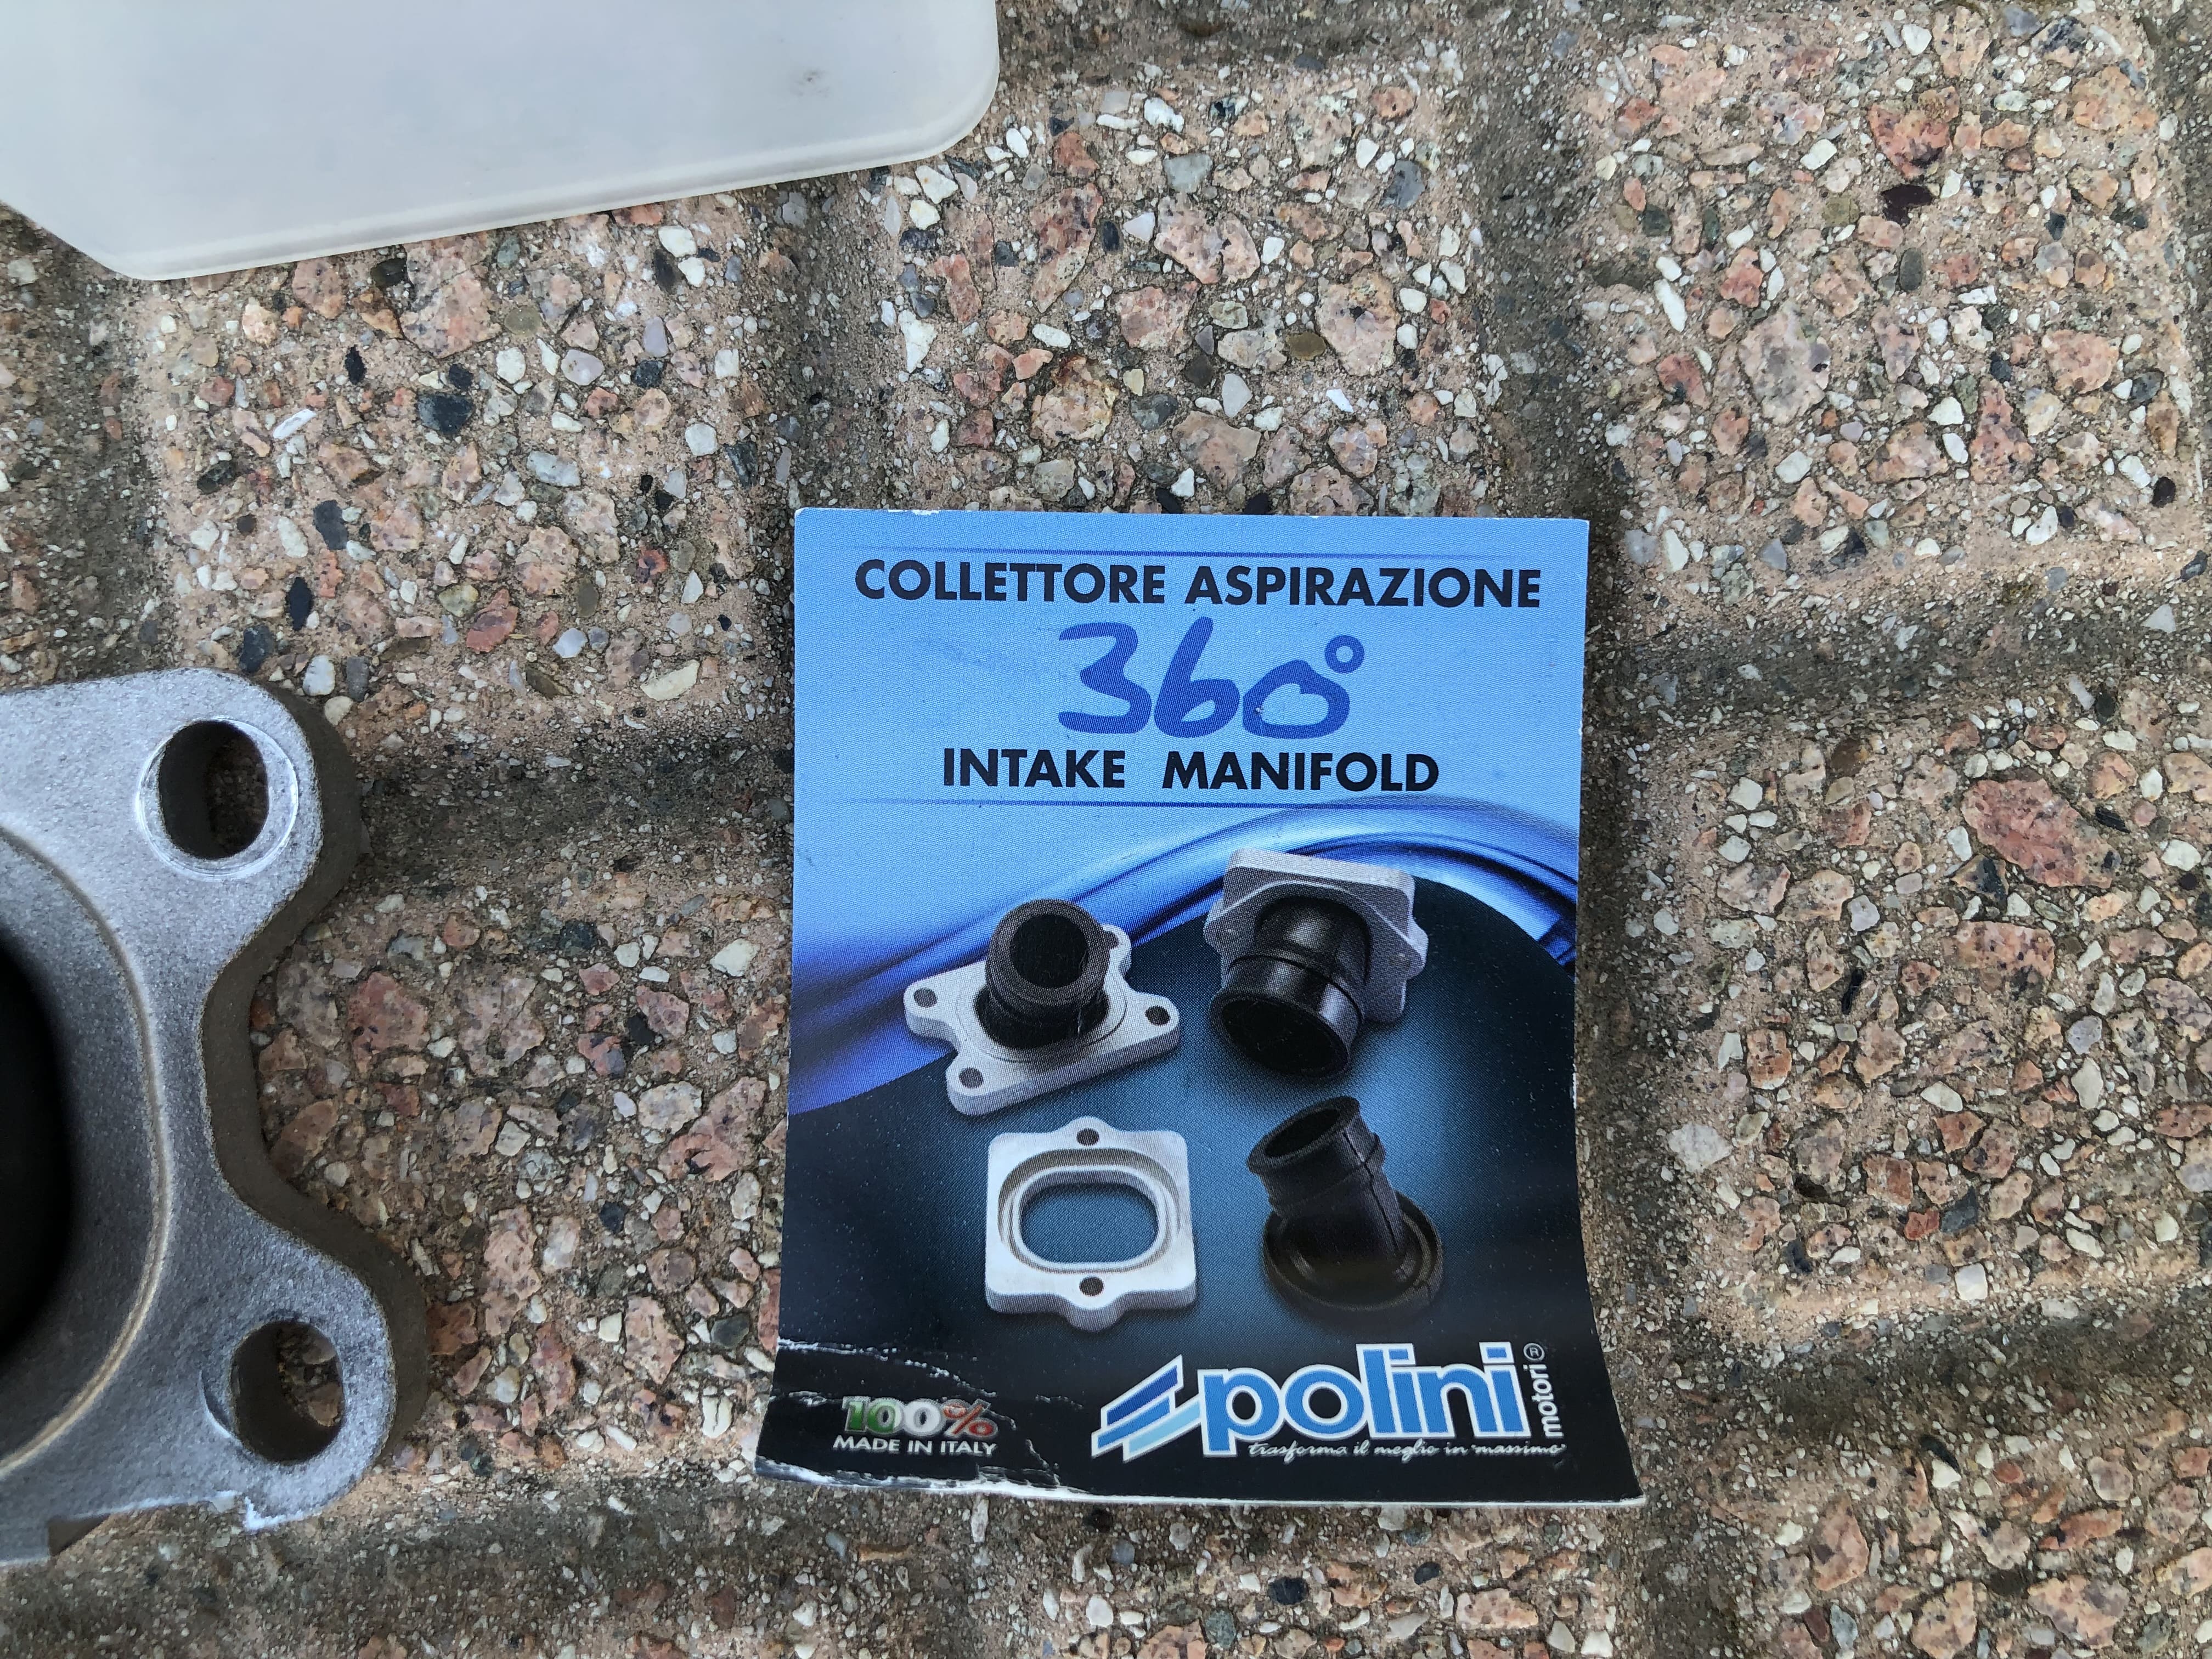 COLLETTORE ASPIRAZIONE
360°
INTAKE MANIFOLD
100%
MADE IN ITALY
polini motori®
trasforma il meglio in "massimo"